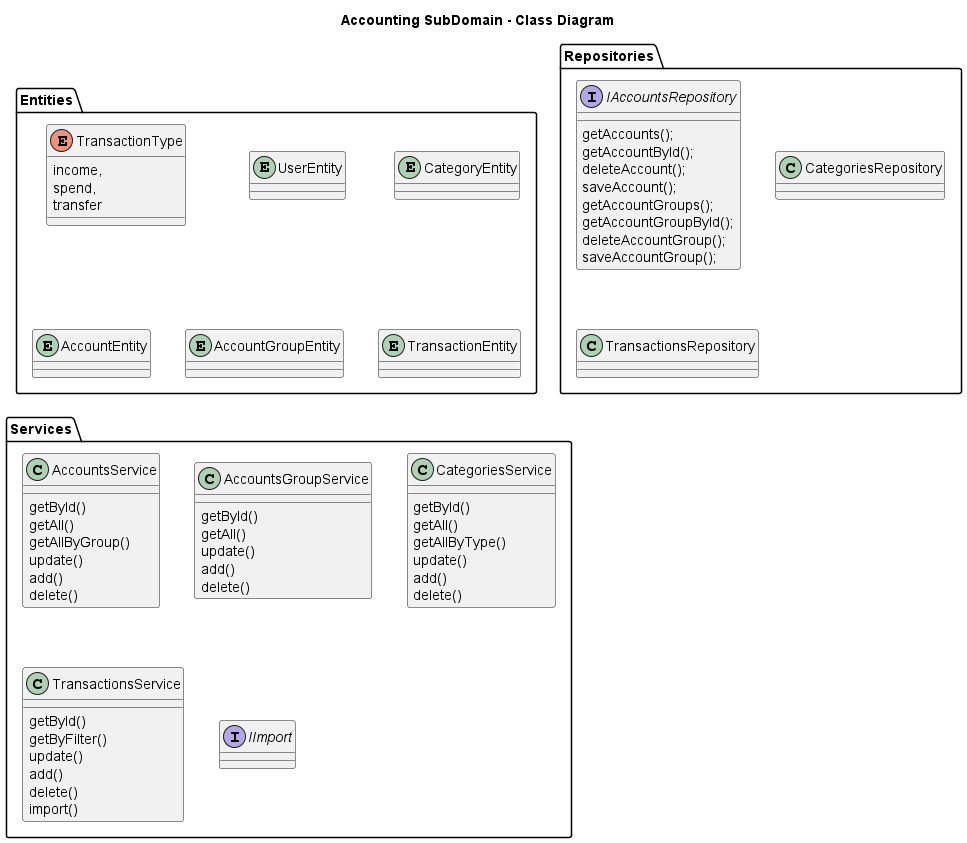 Accounting SubDomain - Class Diagram
Entities
E TransactionType
income,
spend,
transfer
E UserEntity
E CategoryEntity
E AccountEntity
E AccountGroupEntity
E TransactionEntity
Repositories
I IAccountsRepository
getAccounts();
getAccountById();
deleteAccount();
saveAccount();
getAccountGroups();
getAccountGroupById();
deleteAccountGroup();
saveAccountGroup();
C CategoriesRepository
C TransactionsRepository
Services
C AccountsService
getById()
getAll()
getAllByGroup()
update()
add()
delete()
C AccountsGroupService
getById()
getAll()
update()
add()
delete()
C CategoriesService
getById()
getAll()
getAllByType()
update()
add()
delete()
C TransactionsService
getById()
getByFilter()
update()
add()
delete()
import()
I IImport